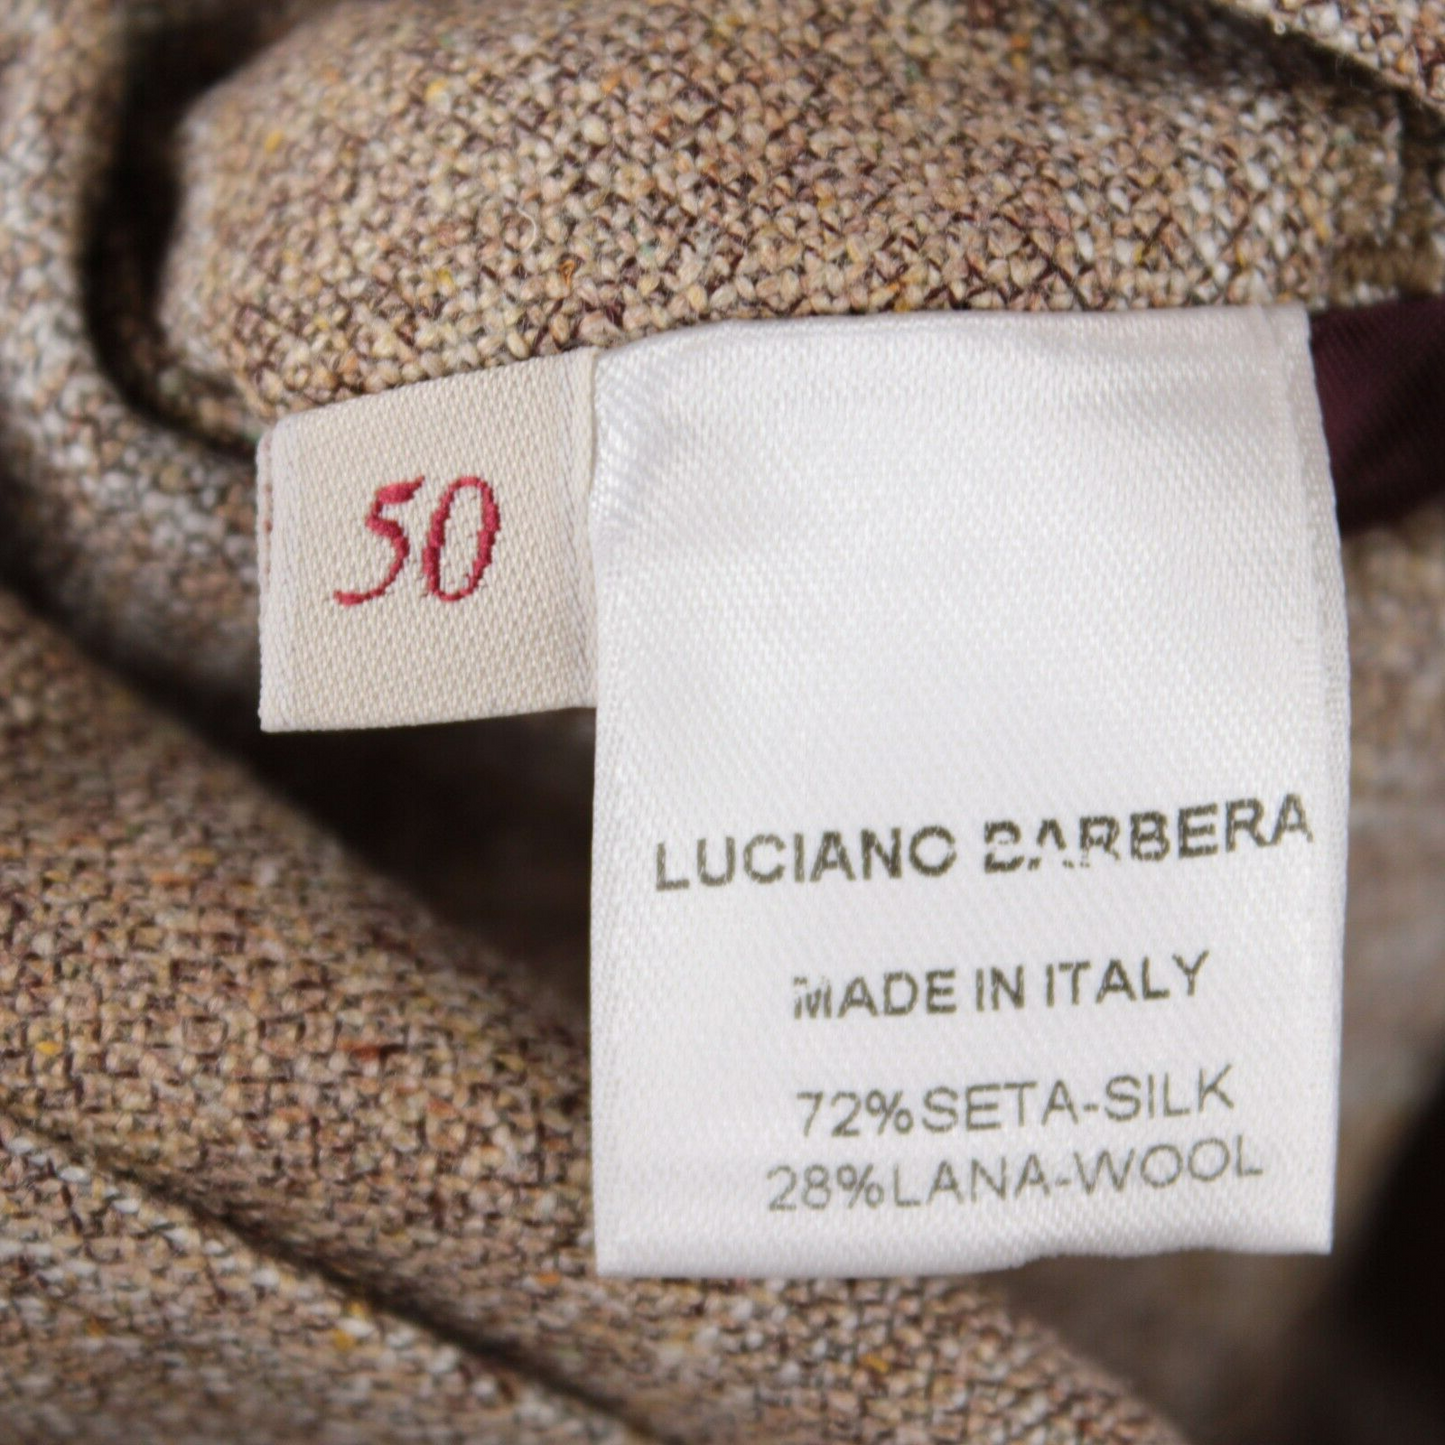 50
LUCIANO BARBERA
MADE IN ITALY
72%SETA-SILK
28%LANA-WOOL